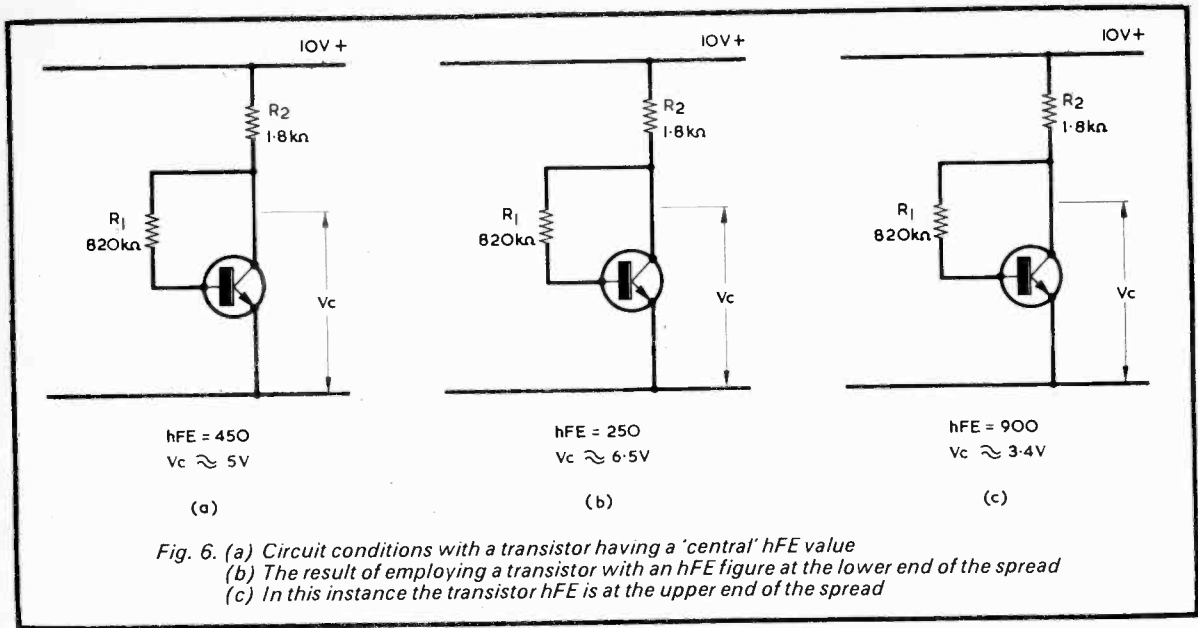 10V+
R2
1·8kΩ
R1
820kΩ
Vc
hFE = 450
Vc ≈ 5V
(a)
10V+
R2
1·8kΩ
R1
820kΩ
Vc
hFE = 250
Vc ≈ 6·5V
(b)
10V+
R2
1·8kΩ
R1
820kΩ
Vc
hFE = 900
Vc ≈ 3·4V
(c)
Fig. 6. (a) Circuit conditions with a transistor having a 'central' hFE value
(b) The result of employing a transistor with an hFE figure at the lower end of the spread
(c) In this instance the transistor hFE is at the upper end of the spread